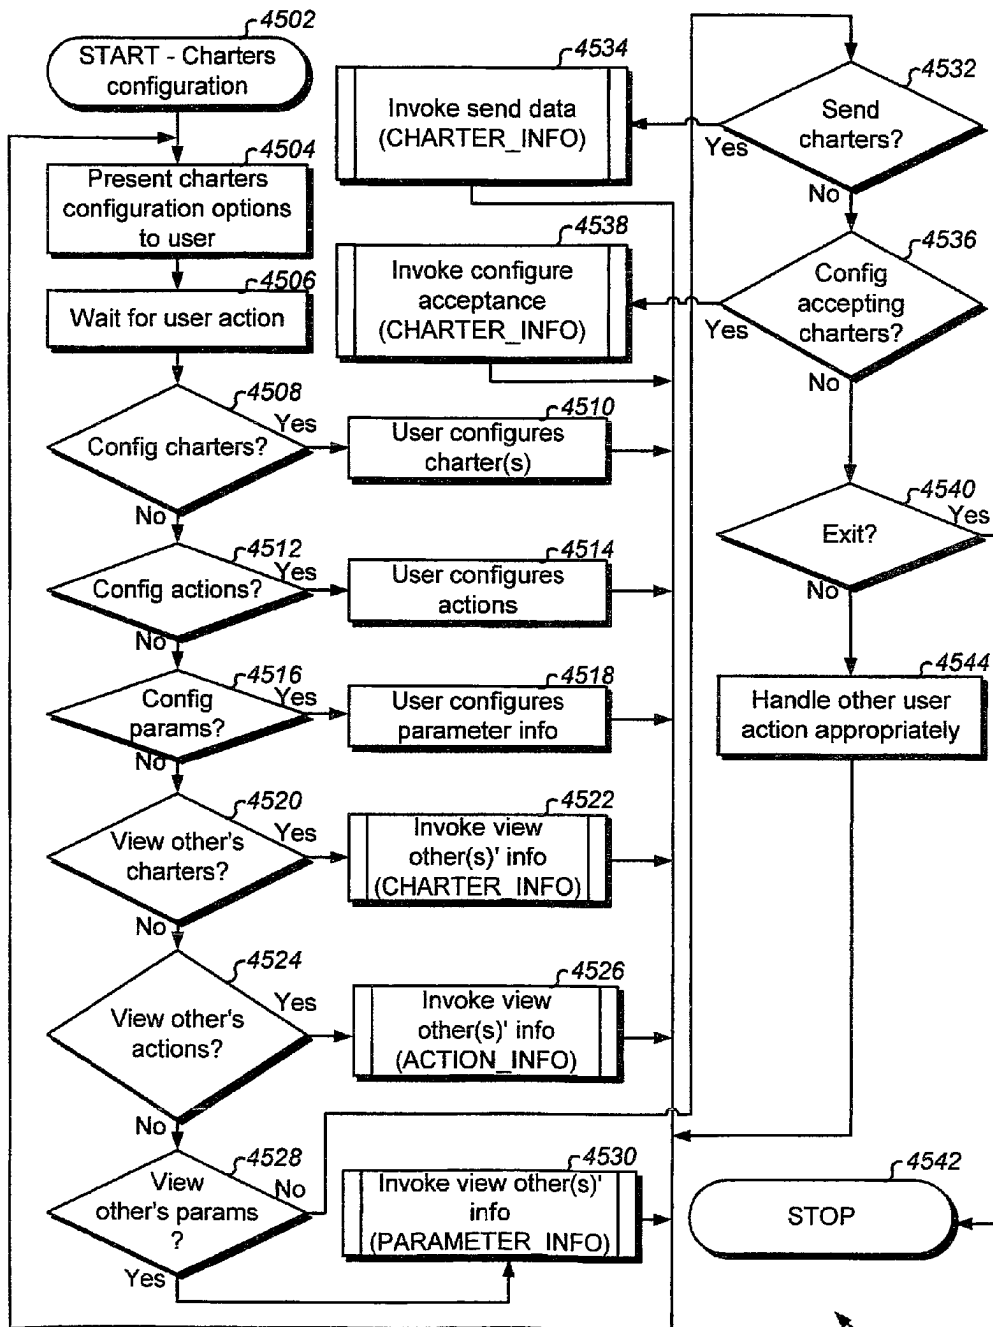 4502
START - Charters
configuration
4504
Present charters
configuration options
to user
4506
Wait for user action
4508
Config charters?
Yes
No
4510
User configures
charter(s)
4512
Config actions?
Yes
No
4514
User configures
actions
4516
Config
params?
Yes
No
4518
User configures
parameter info
4520
View other's
charters?
Yes
No
4522
Invoke view
other(s)' info
(CHARTER_INFO)
4524
View other's
actions?
Yes
No
4526
Invoke view
other(s)' info
(ACTION_INFO)
4528
View
other's params
?
No
Yes
4530
Invoke view other(s)'
info
(PARAMETER_INFO)
4532
Send
charters?
Yes
No
4534
Invoke send data
(CHARTER_INFO)
4536
Config
accepting
charters?
Yes
No
4538
Invoke configure
acceptance
(CHARTER_INFO)
4540
Exit?
Yes
No
4544
Handle other user
action appropriately
4542
STOP